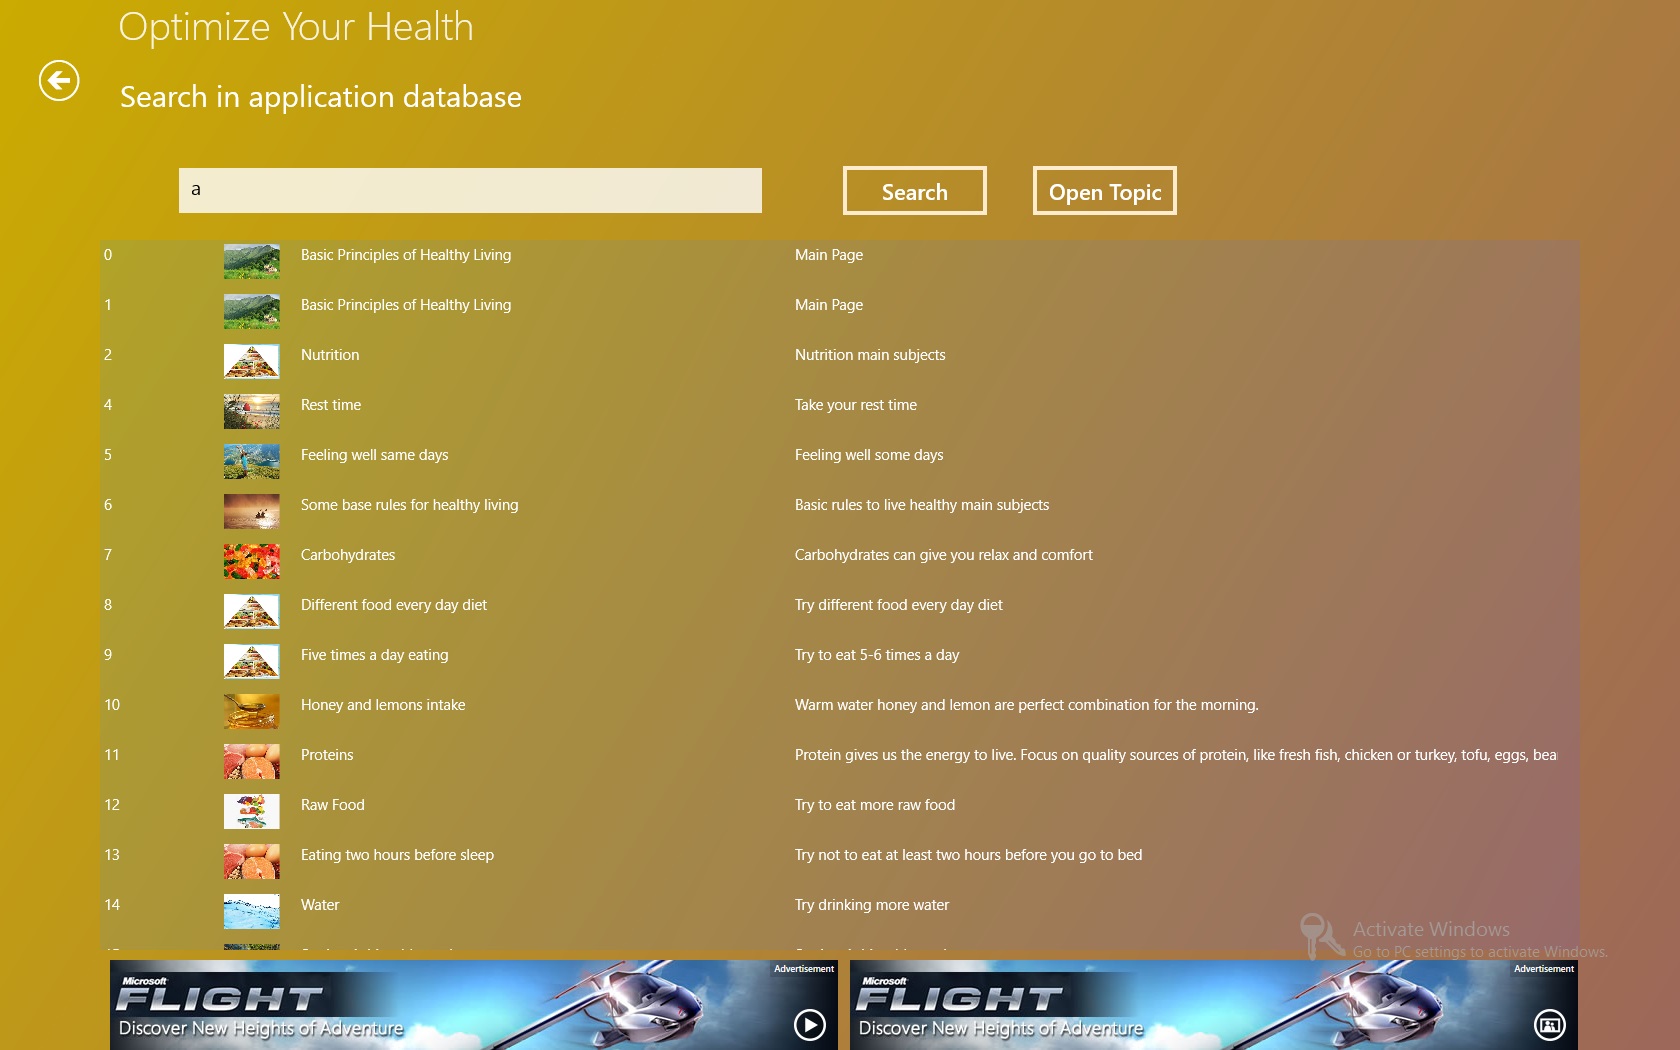 Optimize Your Health
Search in application database
a
Search
Open Topic
0 Basic Principles of Healthy Living Main Page
1 Basic Principles of Healthy Living Main Page
2 Nutrition Nutrition main subjects
4 Rest time Take your rest time
5 Feeling well same days Feeling well some days
6 Some base rules for healthy living Basic rules to live healthy main subjects
7 Carbohydrates Carbohydrates can give you relax and comfort
8 Different food every day diet Try different food every day diet
9 Five times a day eating Try to eat 5-6 times a day
10 Honey and lemons intake Warm water honey and lemon are perfect combination for the morning.
11 Proteins Protein gives us the energy to live. Focus on quality sources of protein, like fresh fish, chicken or turkey, tofu, eggs, bea
12 Raw Food Try to eat more raw food
13 Eating two hours before sleep Try not to eat at least two hours before you go to bed
14 Water Try drinking more water
Activate Windows
Go to PC settings to activate Windows.
Advertisement
Microsoft
FLIGHT
Discover New Heights of Adventure
Advertisement
Microsoft
FLIGHT
Discover New Heights of Adventure